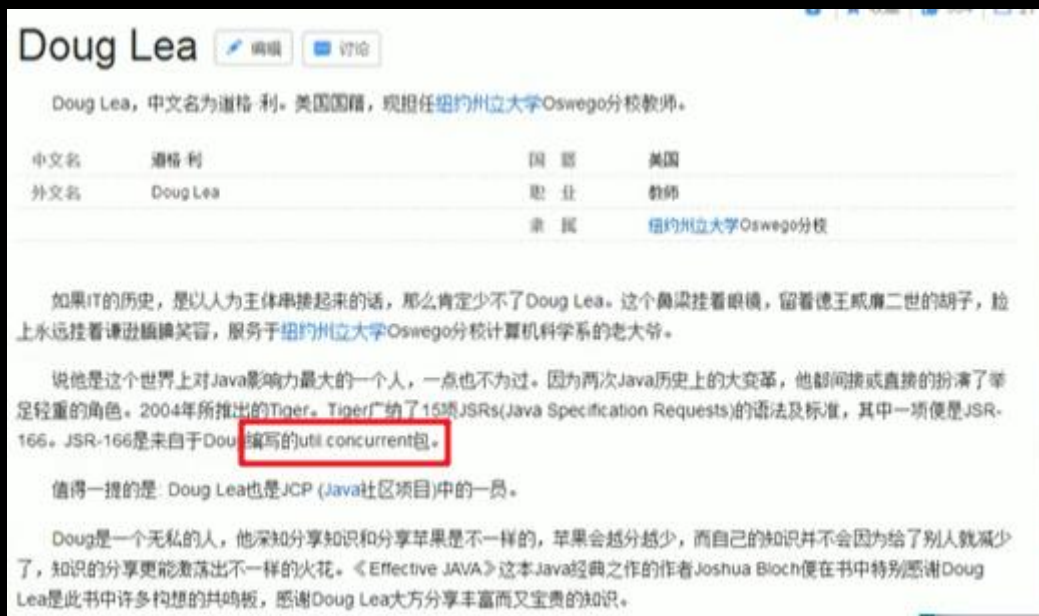 Doug Lea 编辑 讨论
Doug Lea，中文名为道格·利。美国国籍，现担任纽约州立大学Oswego分校教师。
中文名 道格·利 国 籍 美国
外文名 Doug Lea 职 业 教师
隶 属 纽约州立大学Oswego分校
如果IT的历史，是以人为主体串接起来的话，那么肯定少不了Doug Lea。这个鼻梁挂着眼镜，留着德王威廉二世的胡子，脸
上永远挂着谦逊腼腆笑容，服务于纽约州立大学Oswego分校计算机科学系的老大爷。
说他是这个世界上对Java影响力最大的一个人，一点也不为过。因为两次Java历史上的大变革，他都间接或直接的扮演了举
足轻重的角色。2004年所推出的Tiger。Tiger广纳了15项JSRs(Java Specification Requests)的语法及标准，其中一项便是JSR-
166。JSR-166是来自于Doug编写的util.concurrent包。
值得一提的是: Doug Lea也是JCP (Java社区项目)中的一员。
Doug是一个无私的人，他深知分享知识和分享苹果是不一样的，苹果会越分越少，而自己的知识并不会因为给了别人就减少
了，知识的分享更能激荡出不一样的火花。《Effective JAVA》这本Java经典之作的作者Joshua Bloch便在书中特别感谢Doug
Lea是此书中许多构想的共鸣板，感谢Doug Lea大方分享丰富而又宝贵的知识。